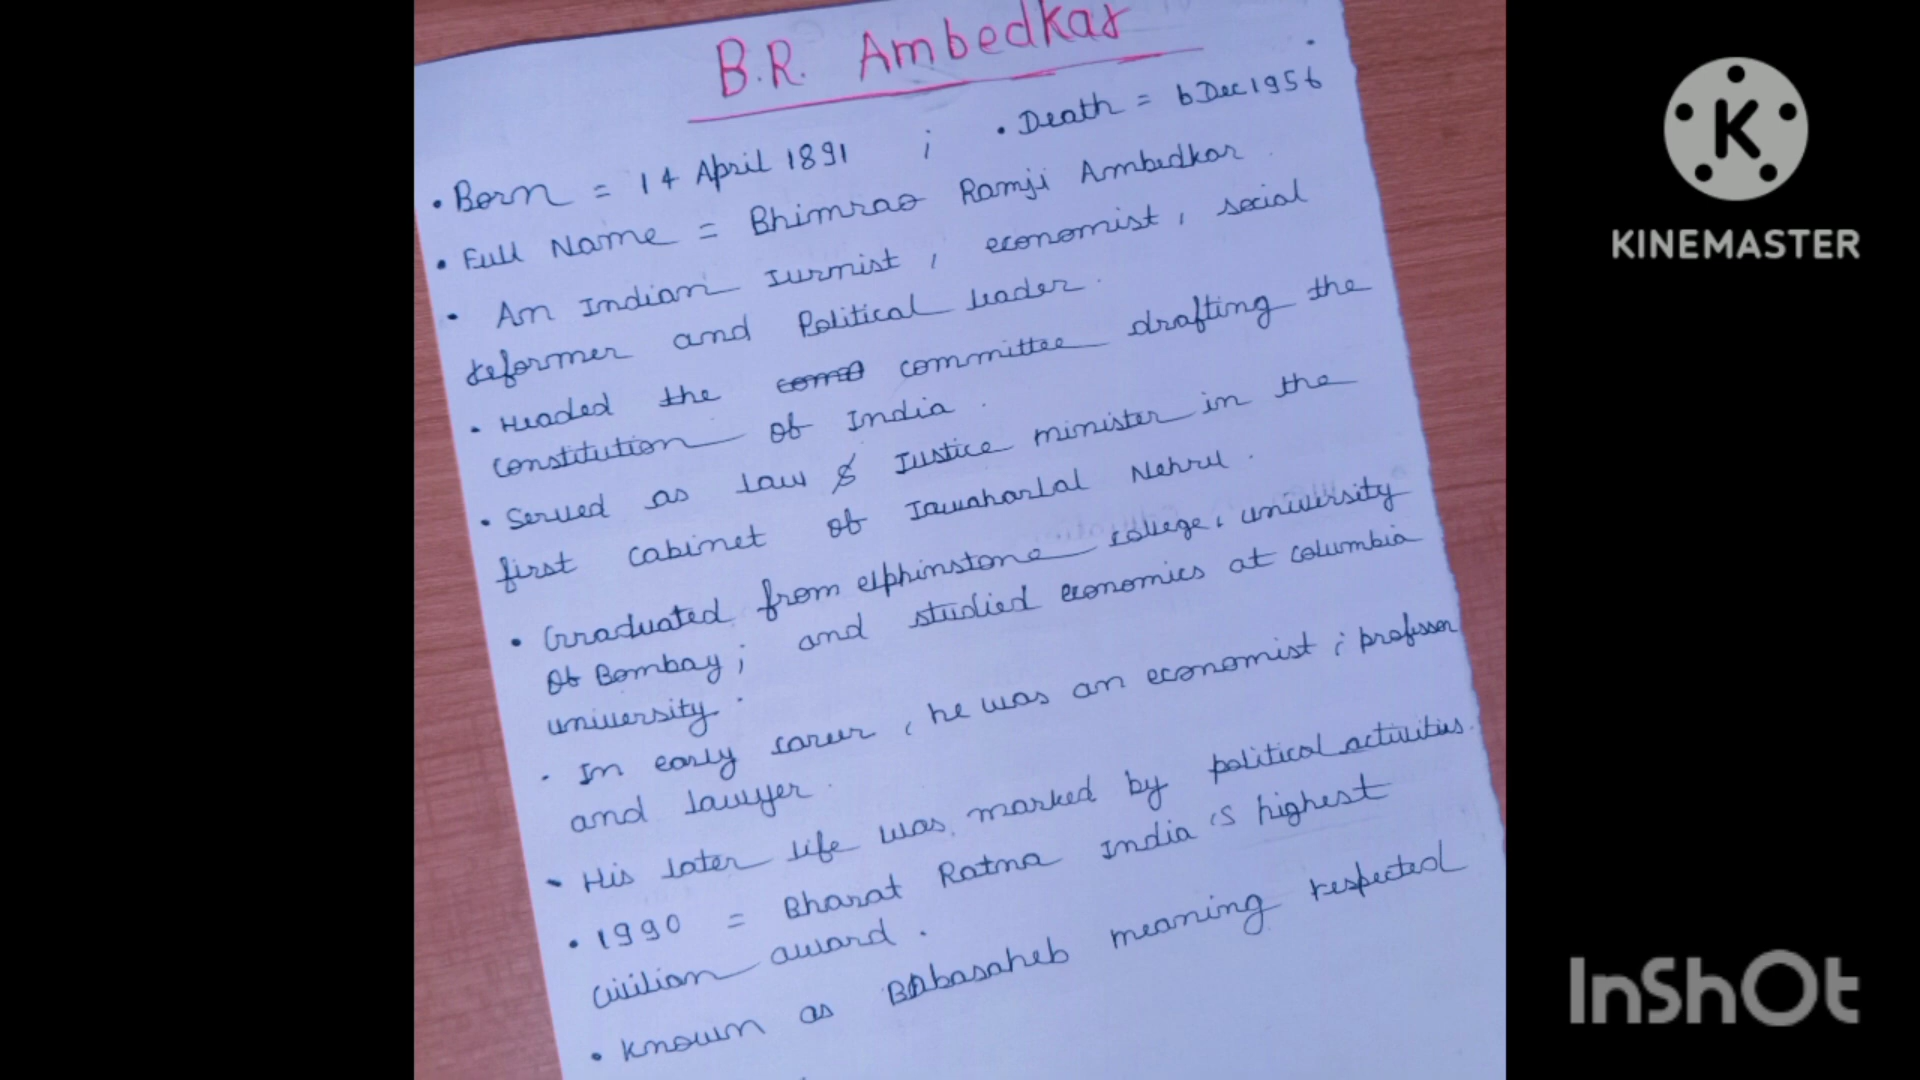 B.R. Ambedkar
• Born = 14 April 1891 ; • Death = 6 Dec 1956
• Full Name = Bhimrao Ramji Ambedkar
• An Indian Iurmist, economist, social
reformer and Political leader.
• Headed the committee drafting the
constitution of India.
• Served as law & Justice minister in the
first cabinet of Jawaharlal Nehru.
• Graduated from elphinstone college, university
of Bombay; and studied economics at columbia
university.
• In early career, he was an economist, professor
and lawyer.
• His later life was marked by political activities.
• 1990 = Bharat Ratna India's highest
civilian award.
• Known as Babasaheb meaning respected
KINEMASTER
InShOt